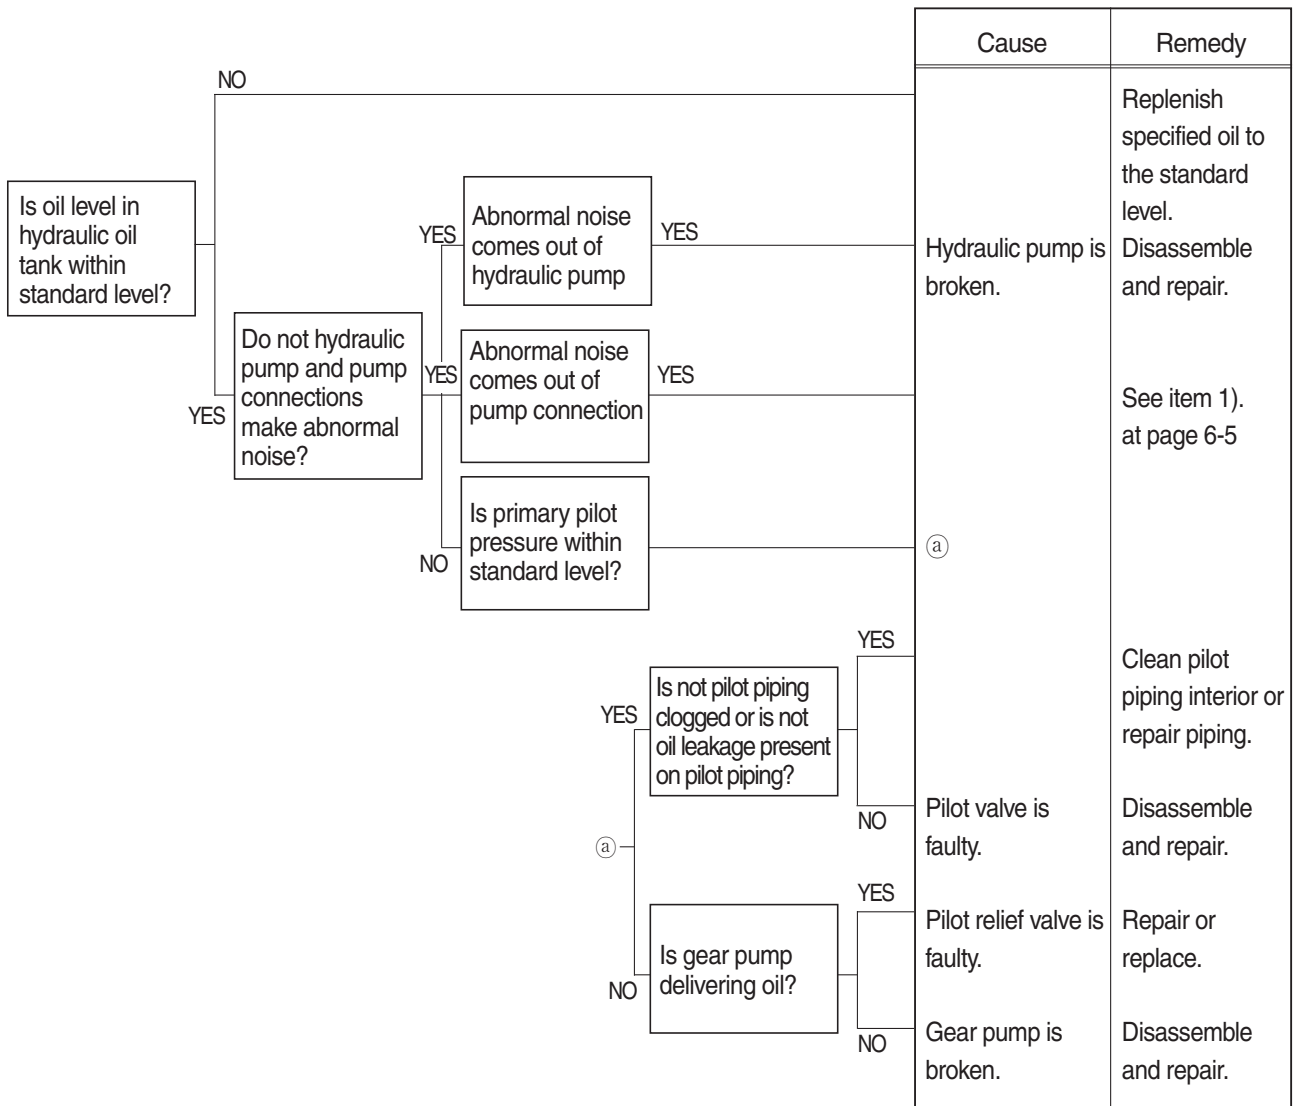 Cause
Remedy
NO
Replenish
specified oil to
the standard
level.
Is oil level in
hydraulic oil
tank within
standard level?
YES
Abnormal noise
comes out of
hydraulic pump
YES
Hydraulic pump is
broken.
Disassemble
and repair.
YES
Do not hydraulic
pump and pump
connections
make abnormal
noise?
YES
Abnormal noise
comes out of
pump connection
YES
See item 1).
at page 6-5
NO
Is primary pilot
pressure within
standard level?
ⓐ
ⓐ
YES
Is not pilot piping
clogged or is not
oil leakage present
on pilot piping?
YES
Clean pilot
piping interior or
repair piping.
NO
Pilot valve is
faulty.
Disassemble
and repair.
NO
Is gear pump
delivering oil?
YES
Pilot relief valve is
faulty.
Repair or
replace.
NO
Gear pump is
broken.
Disassemble
and repair.